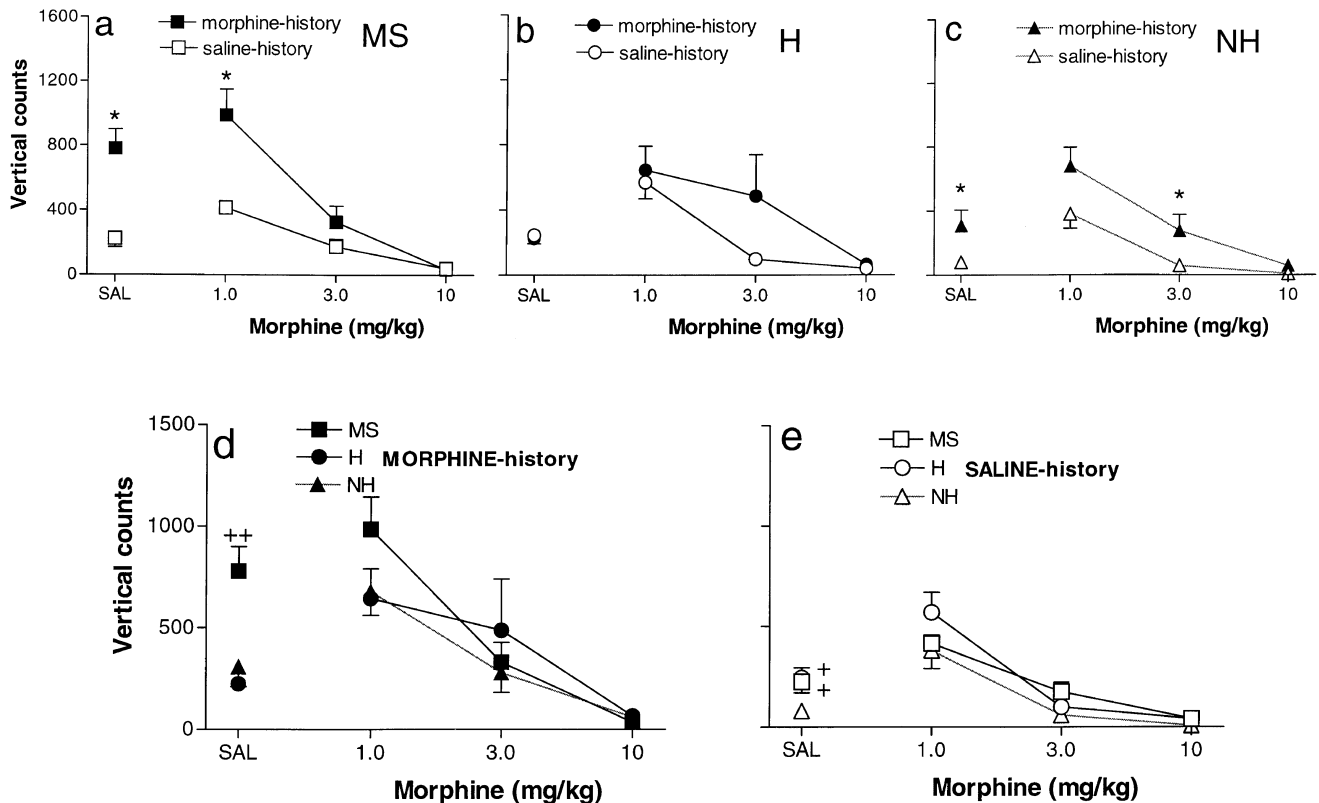 a
morphine-history
saline-history
MS
1600
1200
800
400
0
Vertical counts
*
*
SAL
1.0
3.0
10
Morphine (mg/kg)
b
morphine-history
saline-history
H
SAL
1.0
3.0
10
Morphine (mg/kg)
c
morphine-history
saline-history
NH
*
*
SAL
1.0
3.0
10
Morphine (mg/kg)
d
MS
H MORPHINE-history
NH
1500
1000
500
0
Vertical counts
++
SAL
1.0
3.0
10
Morphine (mg/kg)
e
MS
H SALINE-history
NH
+
+
SAL
1.0
3.0
10
Morphine (mg/kg)